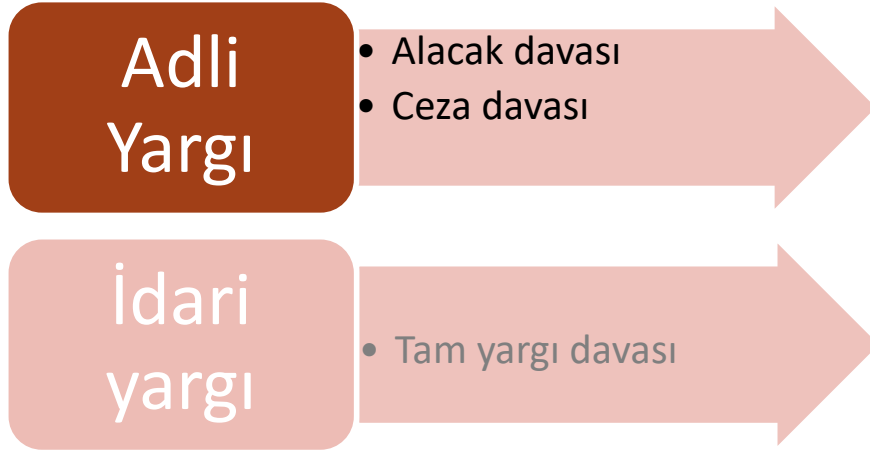 Adli
Yargı
• Alacak davası
• Ceza davası
İdari
yargı
• Tam yargı davası